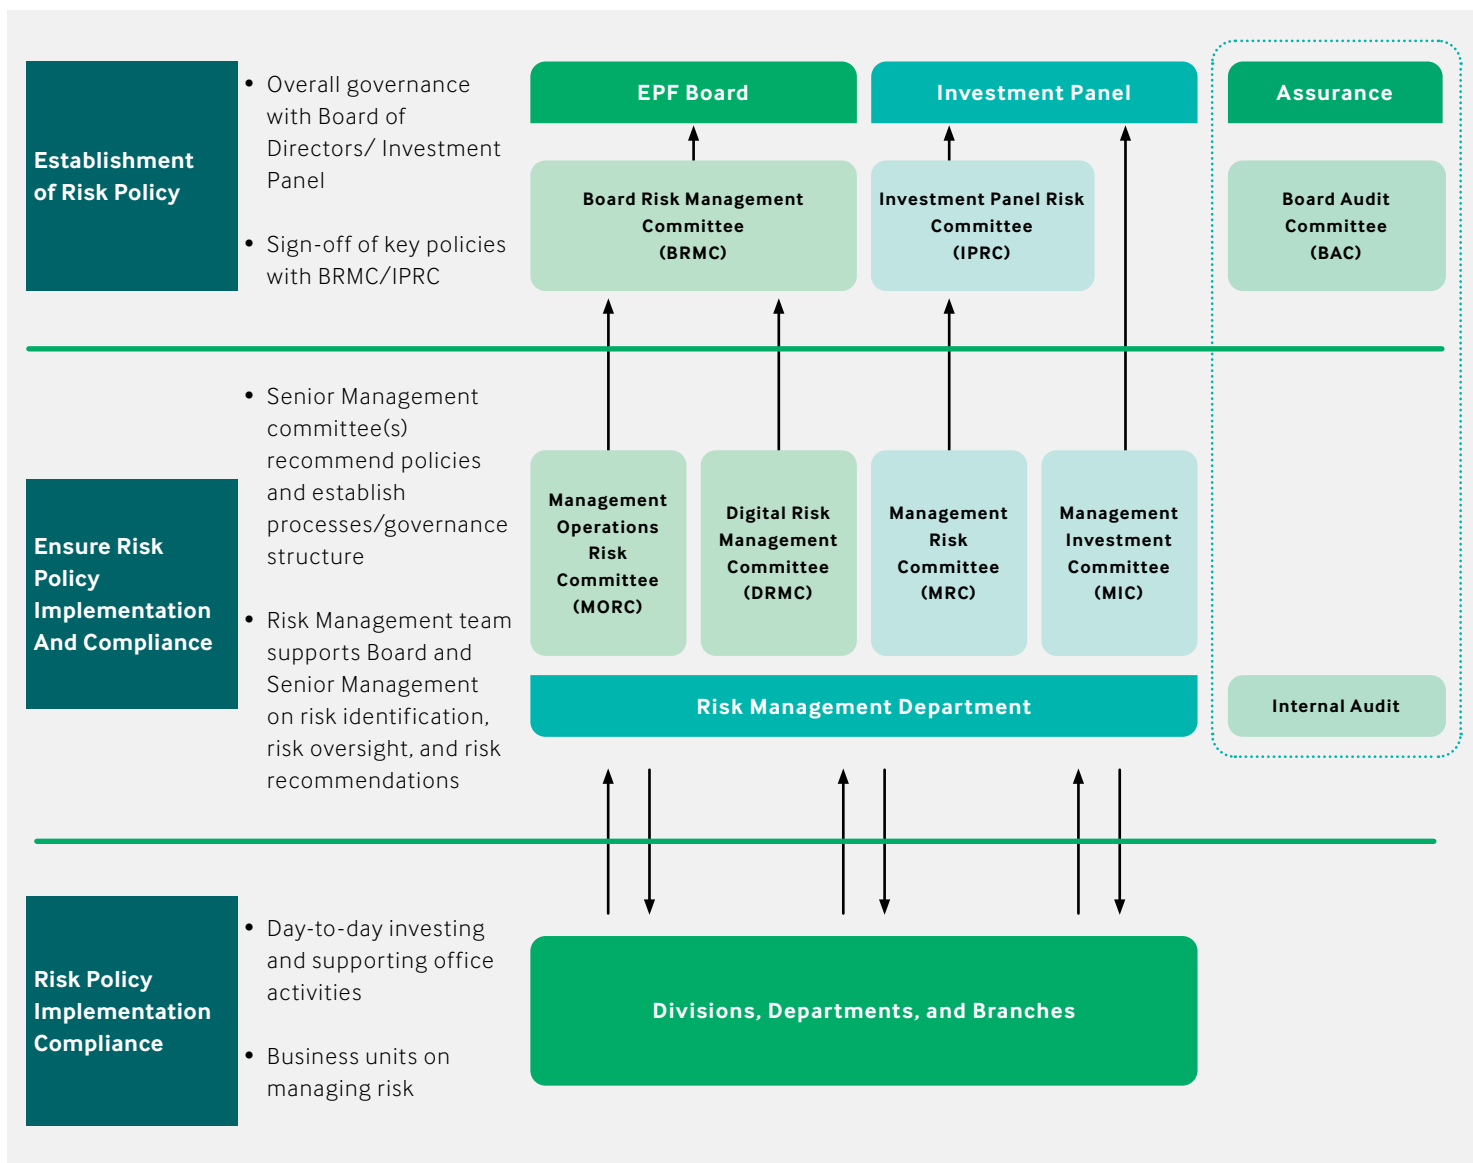 Establishment
of Risk Policy
• Overall governance
with Board of
Directors/ Investment
Panel
• Sign-off of key policies
with BRMC/IPRC
EPF Board
Investment Panel
Assurance
Board Risk Management
Committee
(BRMC)
Investment Panel Risk
Committee
(IPRC)
Board Audit
Committee
(BAC)
Ensure Risk
Policy
Implementation
And Compliance
• Senior Management
committee(s)
recommend policies
and establish
processes/governance
structure
• Risk Management team
supports Board and
Senior Management
on risk identification,
risk oversight, and risk
recommendations
Management
Operations
Risk
Committee
(MORC)
Digital Risk
Management
Committee
(DRMC)
Management
Risk
Committee
(MRC)
Management
Investment
Committee
(MIC)
Risk Management Department
Internal Audit
Risk Policy
Implementation
Compliance
• Day-to-day investing
and supporting office
activities
• Business units on
managing risk
Divisions, Departments, and Branches